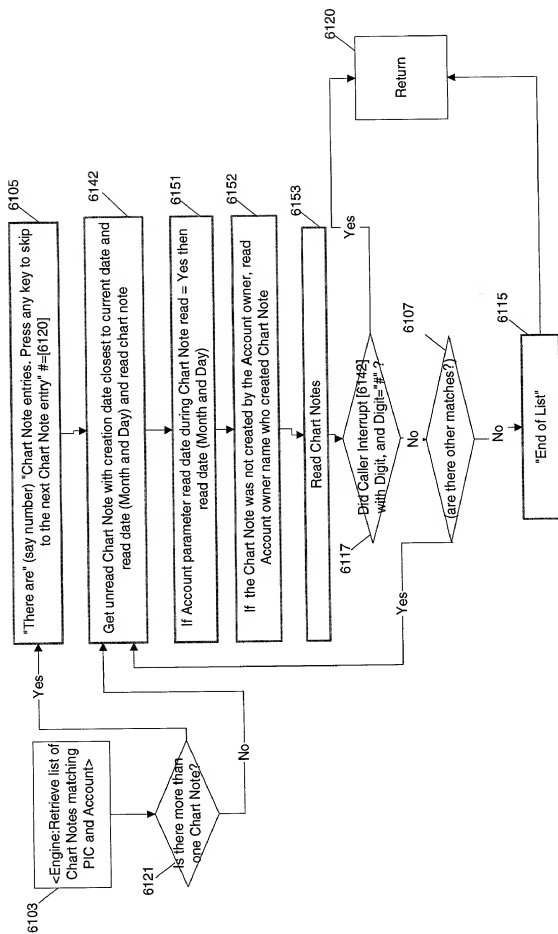 6103
<Engine:Retrieve list of
Chart Notes matching
PIC and Account>
6121
Is there more than
one Chart Note?
Yes
No
6105
"There are" (say number) "Chart Note entries. Press any key to skip
to the next Chart Note entry" #=[6120]
6142
Get unread Chart Note with creation date closest to current date and
read date (Month and Day) and read chart note
6151
If Account parameter read date during Chart Note read = Yes then
read date (Month and Day)
6152
If the Chart Note was not created by the Account owner, read
Account owner name who created Chart Note
6153
Read Chart Notes
6117
Did Caller Interrupt [6142]
with Digit, and Digit="#" ?
Yes
No
6107
(are there other matches?)
Yes
No
6115
"End of List"
6120
Return